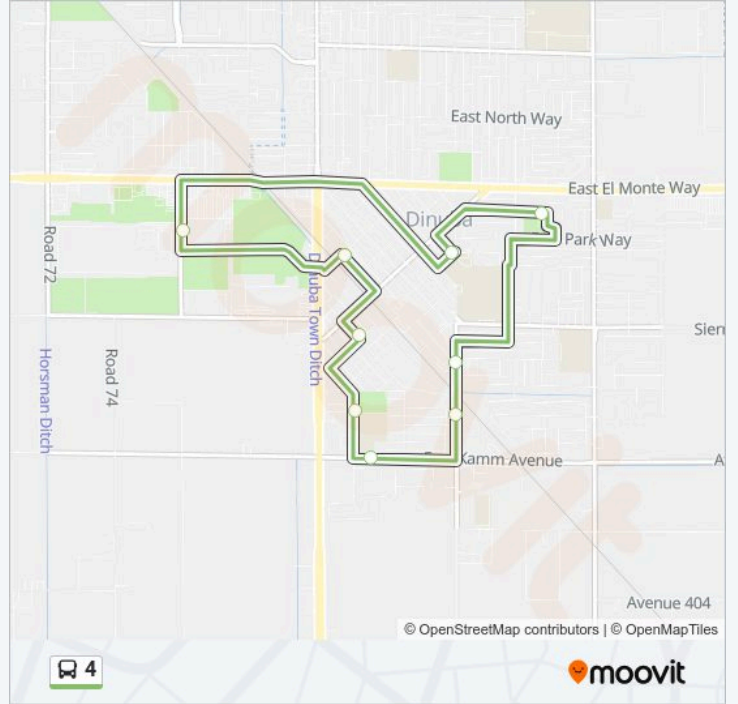 East North Way
East El Monte Way
Dinuba
Park Way
Road 72
Dinuba Town Ditch
Sierr
Horsman Ditch
Road 74
Kamm Avenue
A
Avenue 404
© OpenStreetMap contributors | © OpenMapTiles
4
moovit